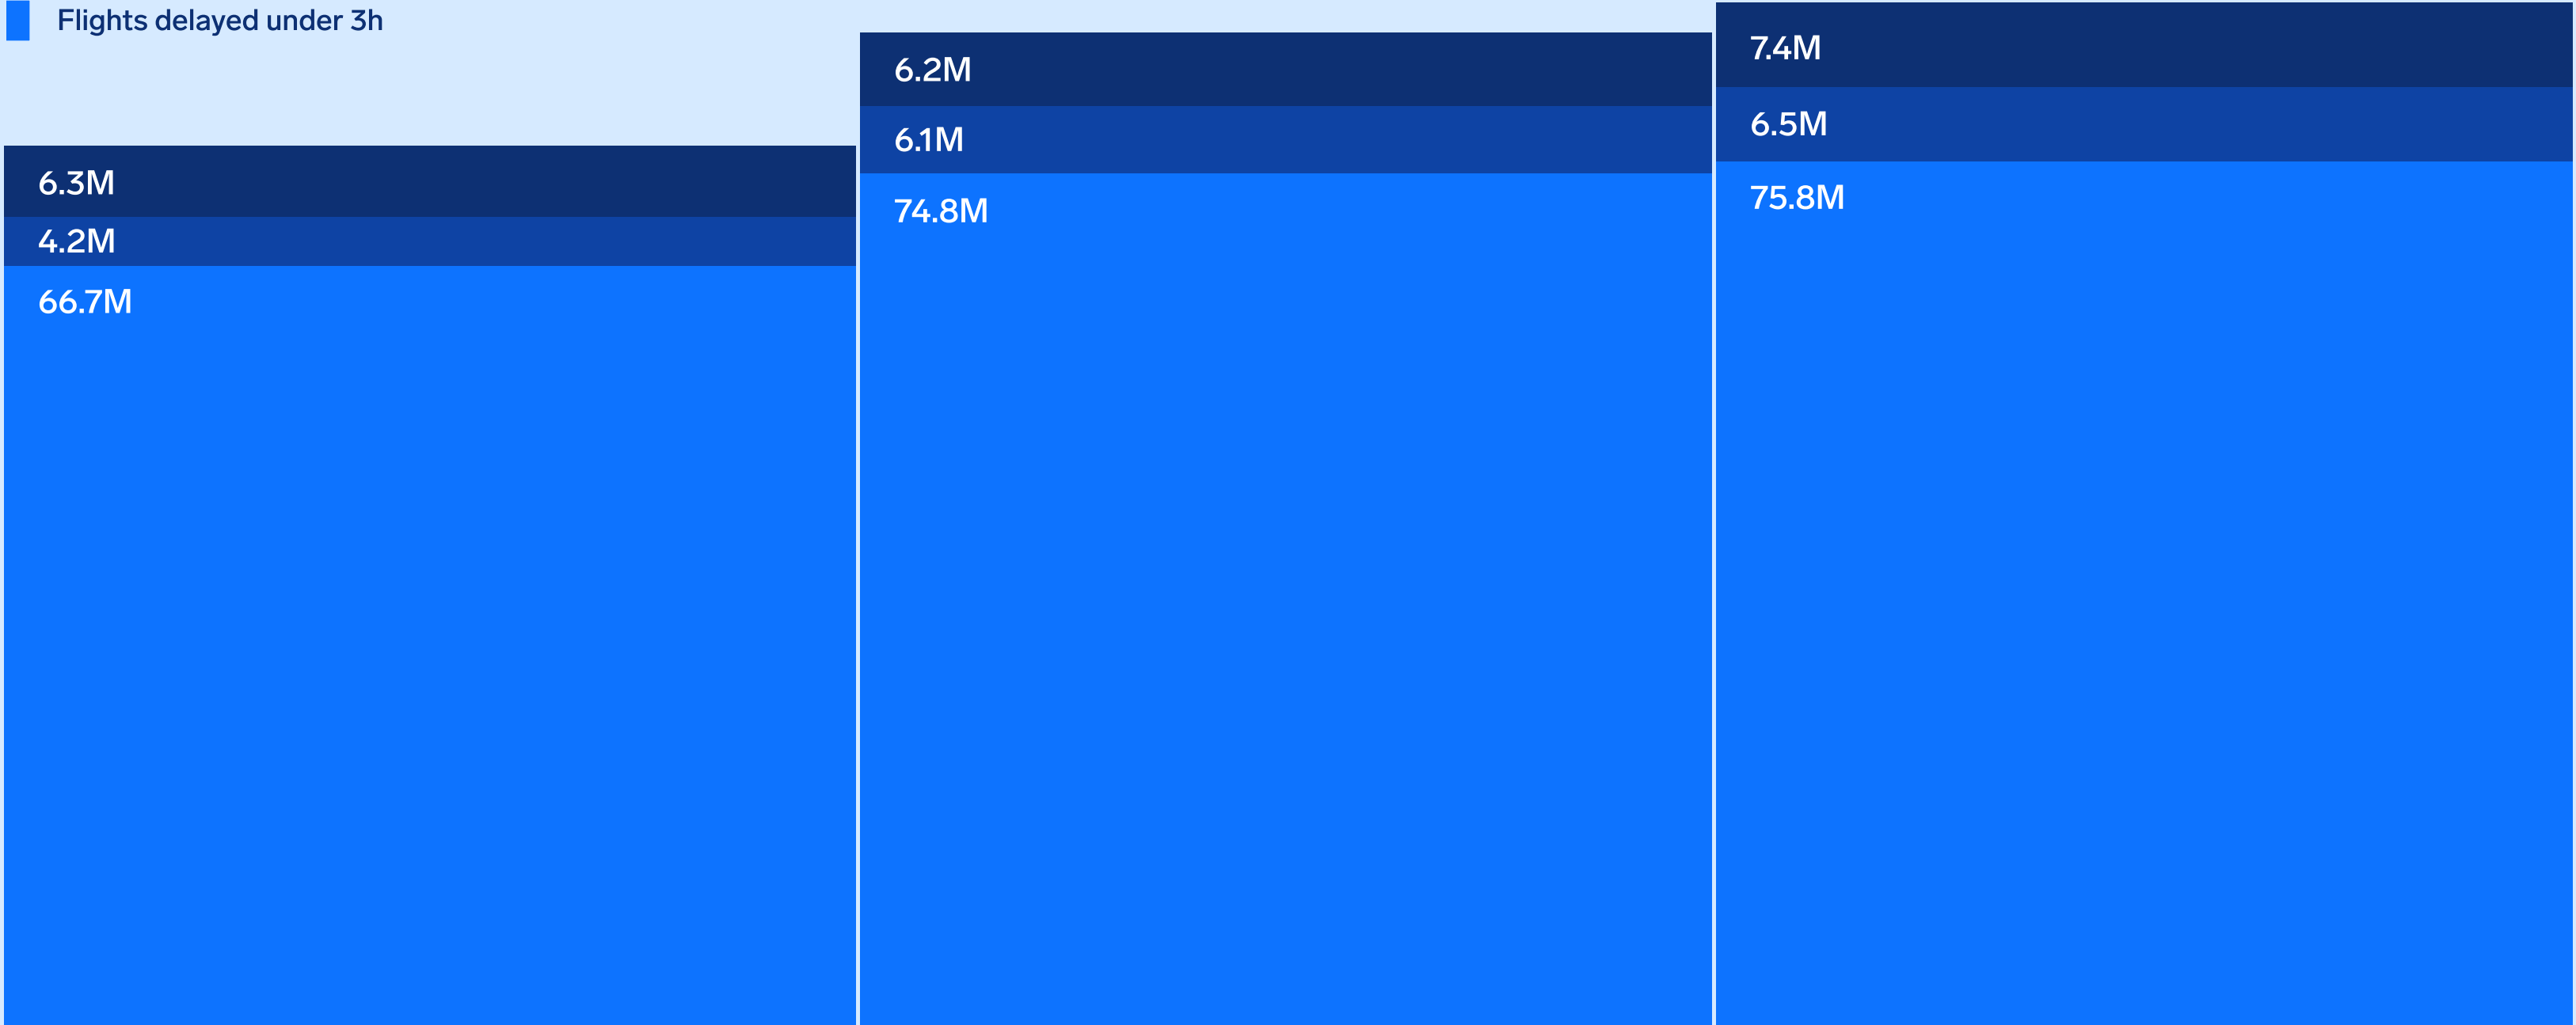 Flights delayed under 3h
6.3M
4.2M
66.7M
6.2M
6.1M
74.8M
7.4M
6.5M
75.8M